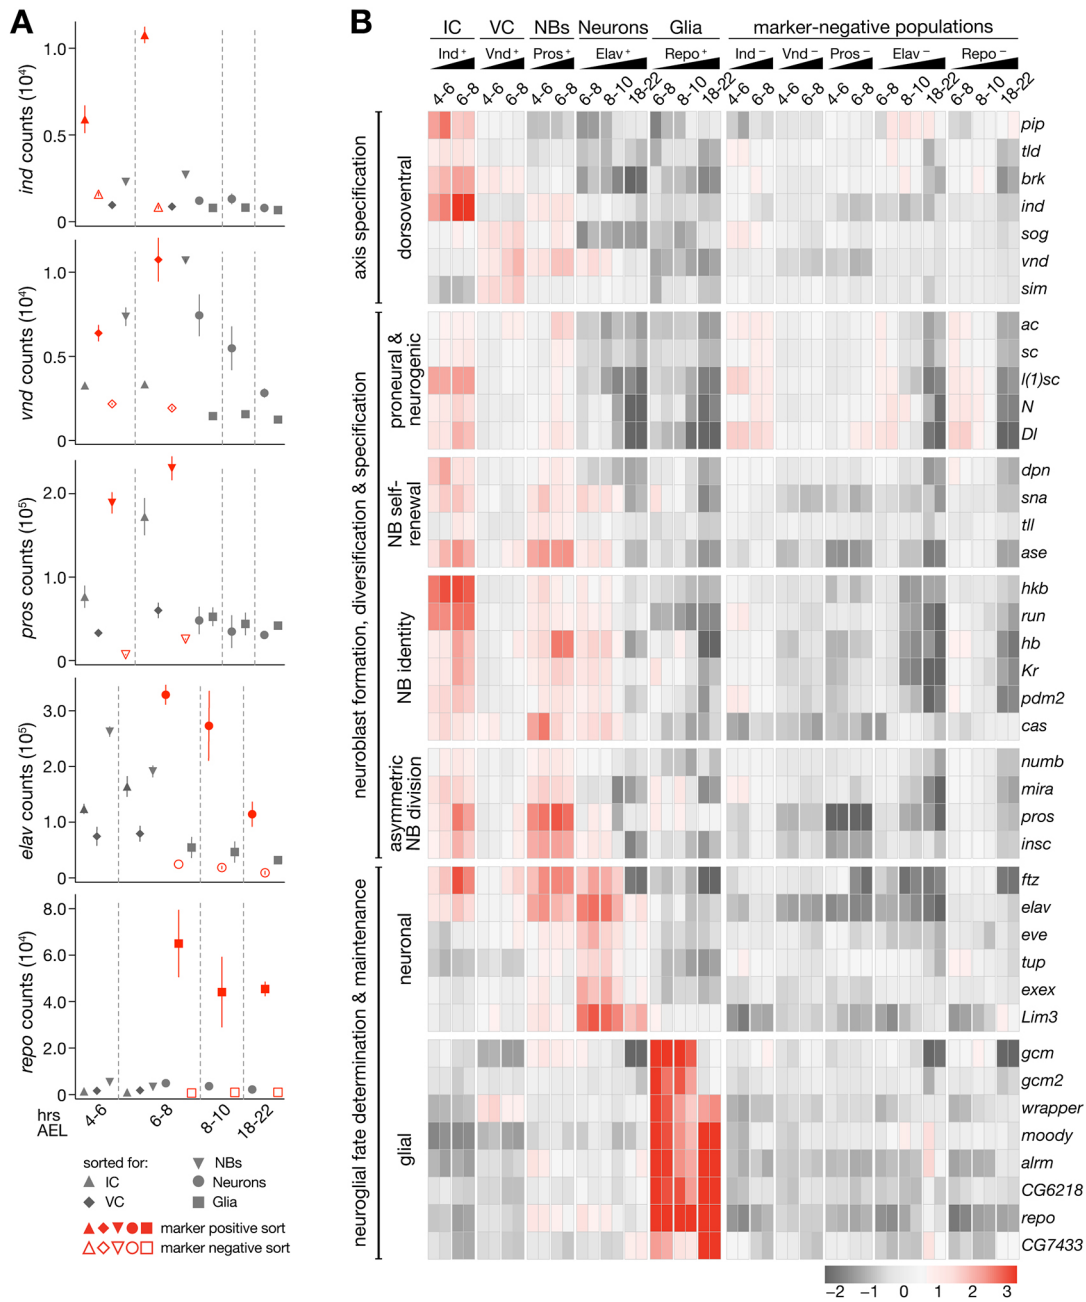 A
ind counts (10⁴)
1.0
0.5
0
vnd counts (10⁴)
1.0
0.5
0
pros counts (10⁵)
2.0
1.0
0
elav counts (10⁵)
3.0
2.0
1.0
0
repo counts (10⁴)
8.0
6.0
4.0
2.0
0
hrs
AEL
4-6
6-8
8-10
18-22
sorted for:
IC
VC
NBs
Neurons
Glia
marker positive sort
marker negative sort
B
IC
VC
NBs
Neurons
Glia
marker-negative populations
Ind +
Vnd +
Pros +
Elav +
Repo +
Ind −
Vnd −
Pros −
Elav −
Repo −
4-6
6-8
4-6
6-8
4-6
6-8
6-8
8-10
18-22
6-8
8-10
18-22
4-6
6-8
4-6
6-8
4-6
6-8
6-8
8-10
18-22
6-8
8-10
18-22
axis specification
dorsoventral
pip
tld
brk
ind
sog
vnd
sim
neuroblast formation, diversification & specification
proneural &
neurogenic
ac
sc
l(1)sc
N
Dl
NB self-
renewal
dpn
sna
tll
ase
NB identity
hkb
run
hb
Kr
pdm2
cas
asymmetric
NB division
numb
mira
pros
insc
neuroglial fate determination & maintenance
neuronal
ftz
elav
eve
tup
exex
Lim3
glial
gcm
gcm2
wrapper
moody
alrm
CG6218
repo
CG7433
−2
−1
0
1
2
3